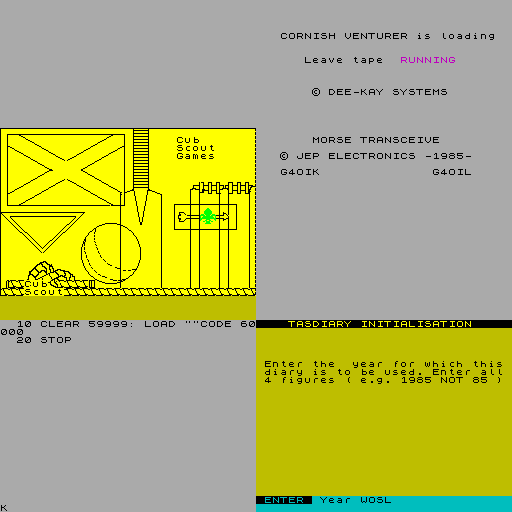 CORNISH VENTURER is loading
Leave tape RUNNING
© DEE-KAY SYSTEMS
Cub
Scout
Games
Cub
Scout
MORSE TRANSCEIVE
© JEP ELECTRONICS -1985-
G4OIK G4OIL
10 CLEAR 59999: LOAD ""CODE 60
000
20 STOP
K
TASDIARY INITIALISATION
Enter the year for which this
diary is to be used. Enter all
4 figures ( e.g. 1985 NOT 85 )
ENTER Year WOSL